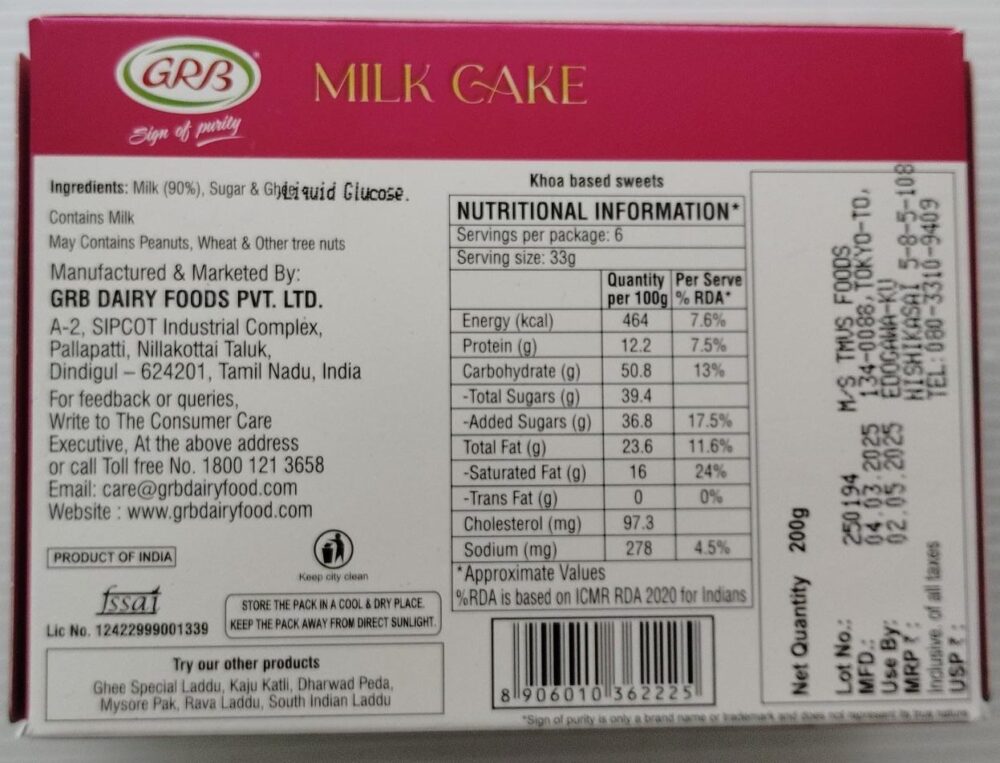 GRB
Sign of purity
MILK CAKE
Ingredients: Milk (90%), Sugar & Ghee Liquid Glucose.
Contains Milk
May Contains Peanuts, Wheat & Other tree nuts
Manufactured & Marketed By:
GRB DAIRY FOODS PVT. LTD.
A-2, SIPCOT Industrial Complex,
Pallapatti, Nillakottai Taluk,
Dindigul – 624201, Tamil Nadu, India
For feedback or queries,
Write to The Consumer Care
Executive, At the above address
or call Toll free No. 1800 121 3658
Email: care@grbdairyfood.com
Website : www.grbdairyfood.com
PRODUCT OF INDIA
Keep city clean
fssai
Lic No. 12422999001339
STORE THE PACK IN A COOL & DRY PLACE.
KEEP THE PACK AWAY FROM DIRECT SUNLIGHT.
Try our other products
Ghee Special Laddu, Kaju Katli, Dharwad Peda,
Mysore Pak, Rava Laddu, South Indian Laddu
Khoa based sweets
NUTRITIONAL INFORMATION*
Servings per package: 6
Serving size: 33g
Quantity per 100g Per Serve % RDA*
Energy (kcal) 464 7.6%
Protein (g) 12.2 7.5%
Carbohydrate (g) 50.8 13%
-Total Sugars (g) 39.4
-Added Sugars (g) 36.8 17.5%
Total Fat (g) 23.6 11.6%
-Saturated Fat (g) 16 24%
-Trans Fat (g) 0 0%
Cholesterol (mg) 97.3
Sodium (mg) 278 4.5%
*Approximate Values
%RDA is based on ICMR RDA 2020 for Indians
8 906010 362225
*Sign of purity is only a brand name or trademark and does not represent its true nature
Net Quantity 200g
Lot No.: 250194 M/S TMVS FOODS
MFD.: 04.03.2025 134-0088, TOKYO-TO,
Use By: 02.05.2025 EDOGAWA-KU
MRP ₹ : NISHIKASAI, 5-8-5-108
Inclusive of all taxes TEL:080-3310-9409
USP ₹ :